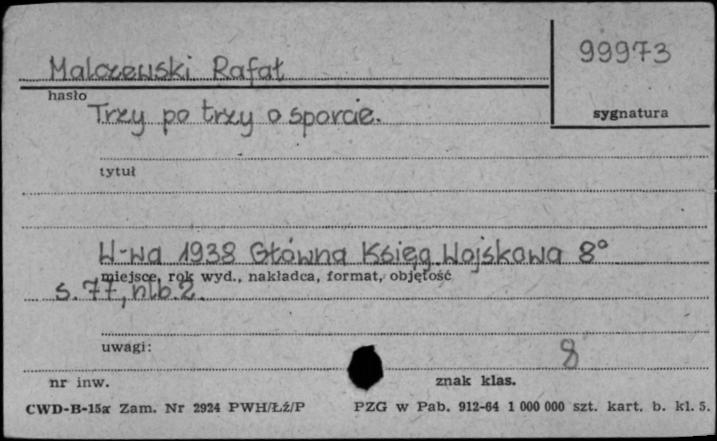 99973
Malczewski Rafał
hasło
sygnatura
Trzy po trzy o sporcie.
tytuł
W-wa 1938 Główna Księg. Wojskowa 8°
miejsce, rok wyd., nakładca, format, objętość
s. 77, nlb. 2.
uwagi:
8
nr inw.
znak klas.
CWD-B-15a Zam. Nr 2924 PWH/Łź/P
PZG w Pab. 912-64 1 000 000 szt. kart. b. kl. 5.